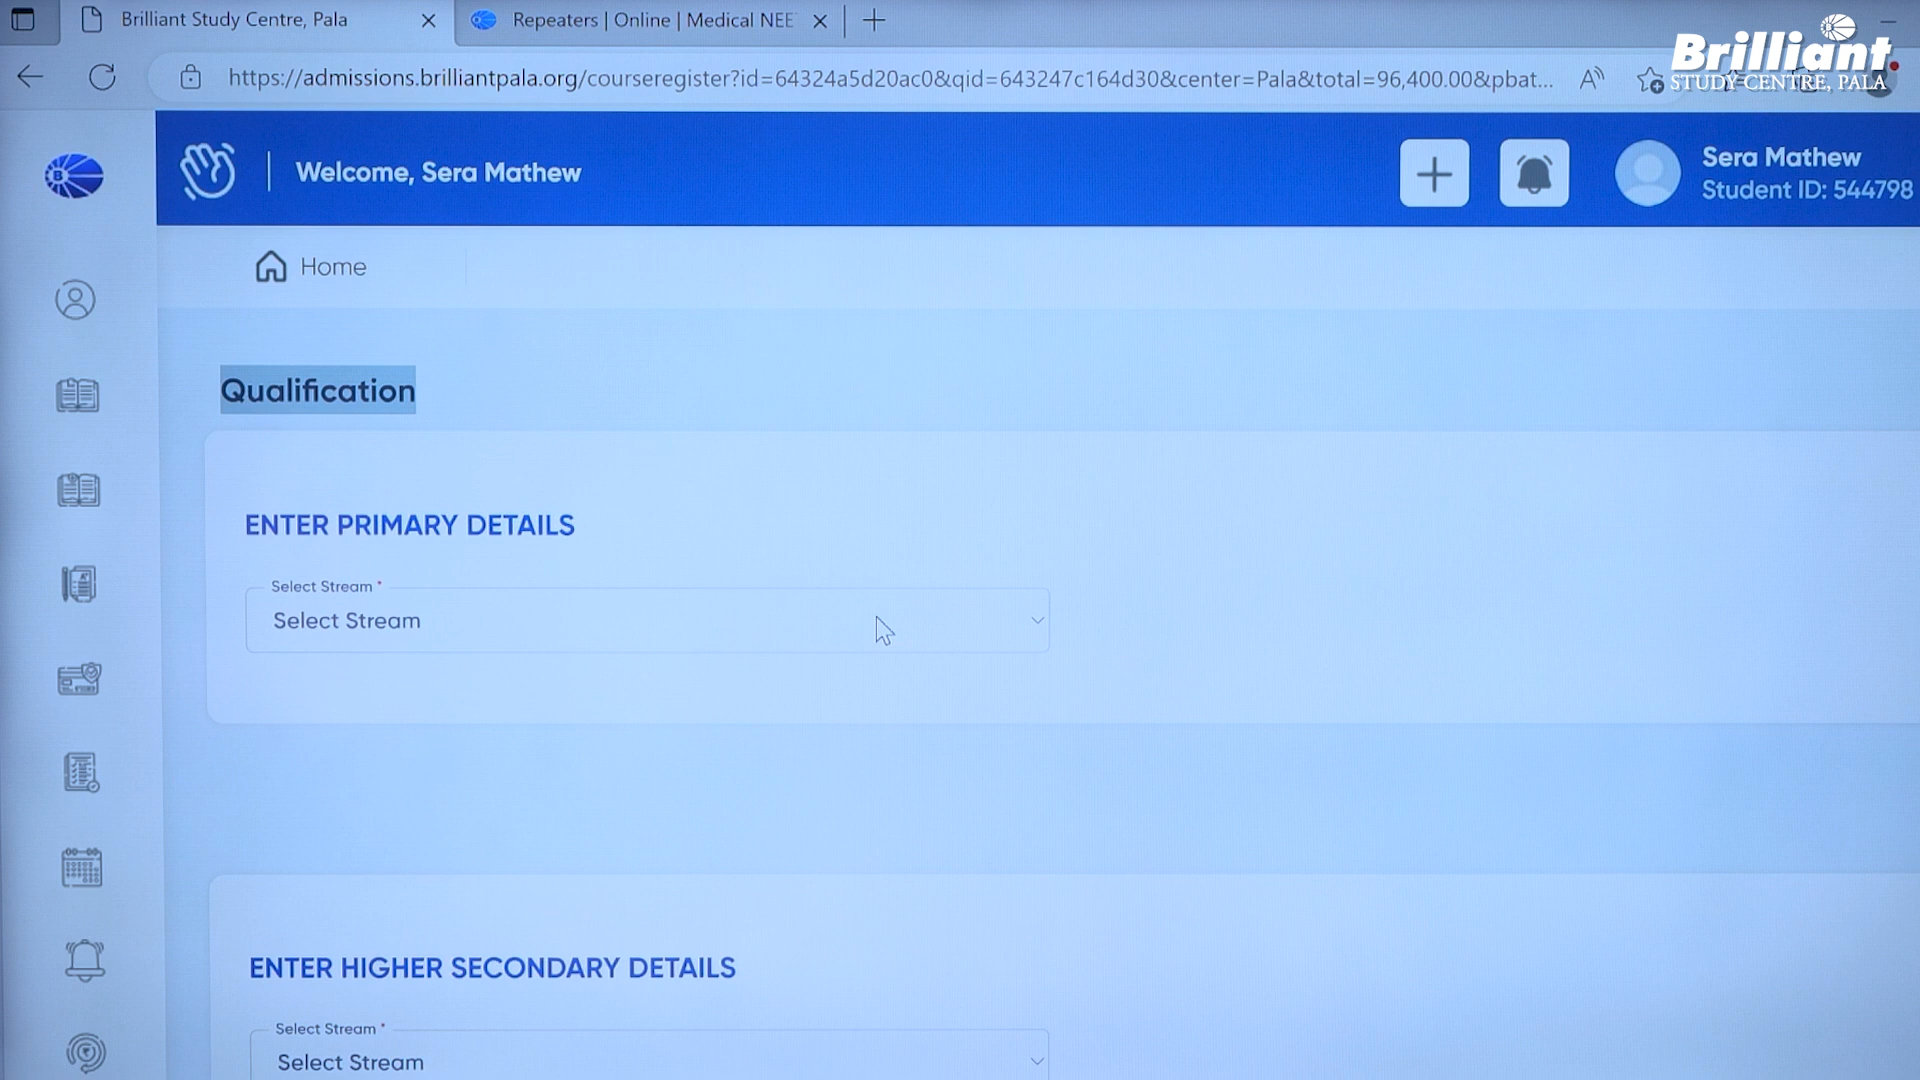 Brilliant Study Centre, Pala
Repeaters | Online | Medical NEE
https://admissions.brilliantpala.org/courseregister?id=64324a5d20ac0&qid=643247c164d30&center=Pala&total=96,400.00&pbat...
Brilliant
STUDY CENTRE, PALA
Welcome, Sera Mathew
Sera Mathew
Student ID: 544798
Home
Qualification
ENTER PRIMARY DETAILS
Select Stream *
Select Stream
ENTER HIGHER SECONDARY DETAILS
Select Stream *
Select Stream